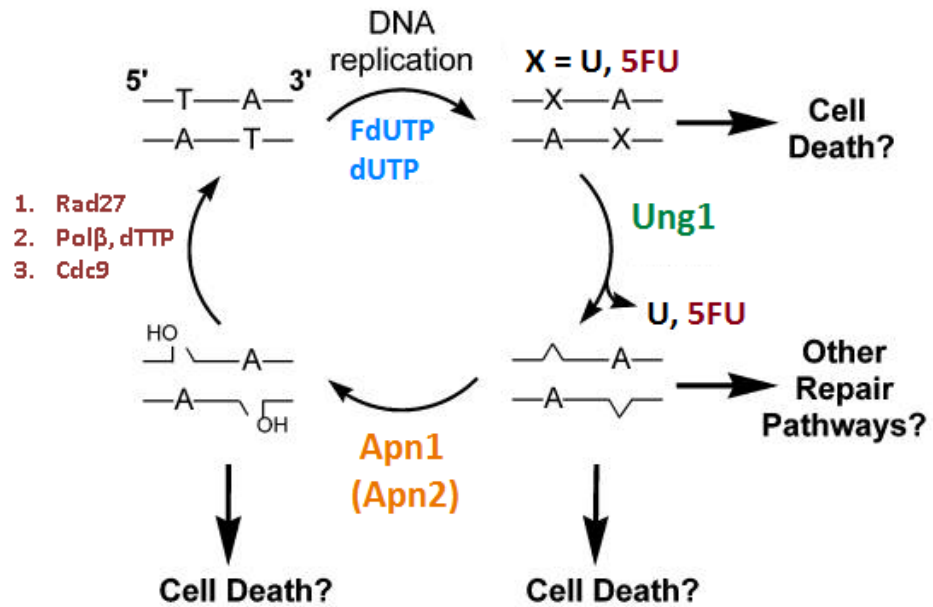 DNA
replication
5'
3'
T A
A T
FdUTP
dUTP
X = U, 5FU
X A
A X
Cell
Death?
1. Rad27
2. Polβ, dTTP
3. Cdc9
Ung1
U, 5FU
HO
A
A
OH
A
A
Other
Repair
Pathways?
Apn1
(Apn2)
Cell Death?
Cell Death?